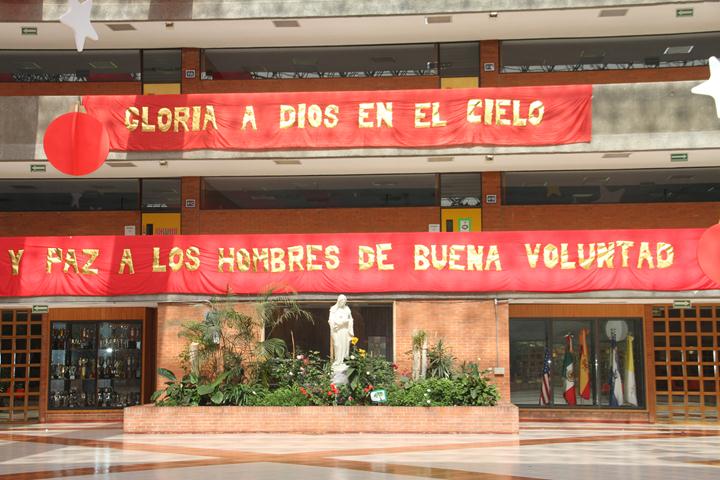 GLORIA A DIOS EN EL CIELO
Y PAZ A LOS HOMBRES DE BUENA VOLUNTAD